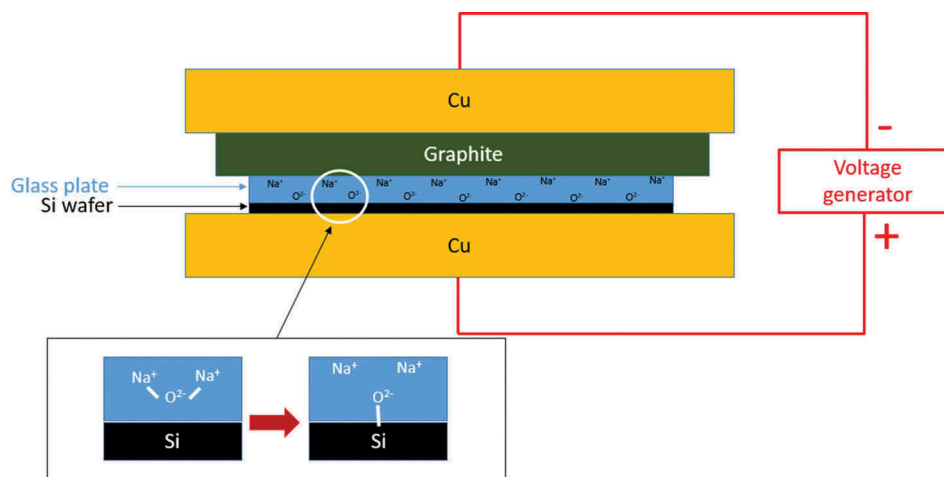 Cu
-
Graphite
Voltage
generator
Glass plate
Na⁺ Na⁺ Na⁺ Na⁺ Na⁺ Na⁺ Na⁺ Na⁺
O²⁻ O²⁻ O²⁻ O²⁻ O²⁻ O²⁻ O²⁻
Si wafer
+
Cu
Na⁺ Na⁺
O²⁻
Si
Na⁺ Na⁺
O²⁻
Si